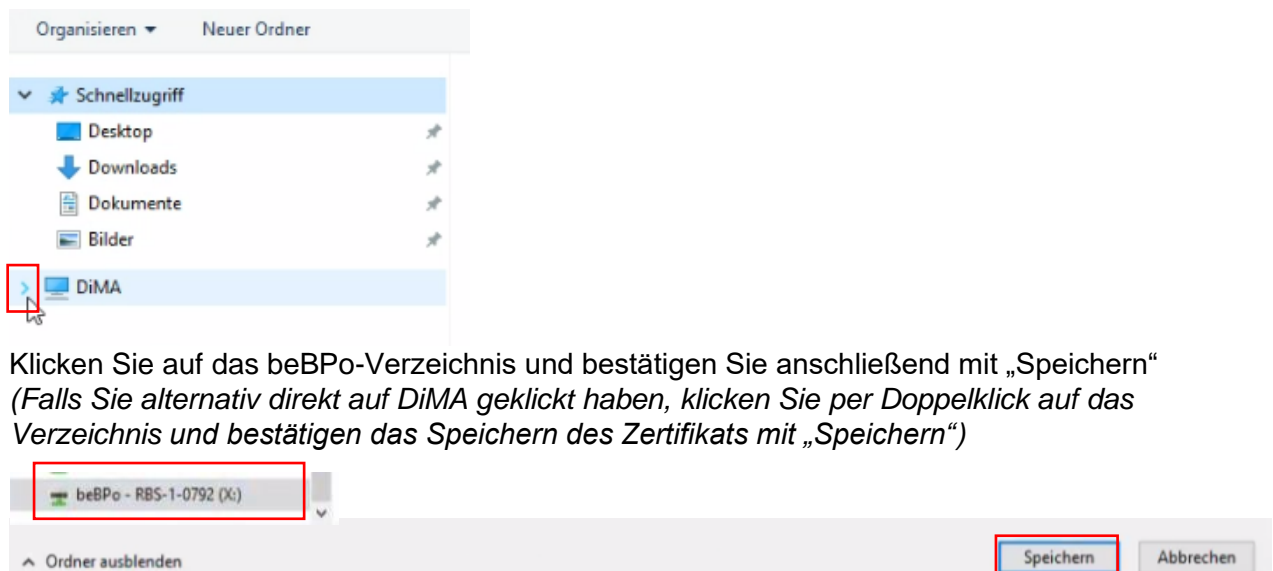 Organisieren Neuer Ordner
Schnellzugriff
Desktop
Downloads
Dokumente
Bilder
DiMA
Klicken Sie auf das beBPo-Verzeichnis und bestätigen Sie anschließend mit „Speichern“
(Falls Sie alternativ direkt auf DiMA geklickt haben, klicken Sie per Doppelklick auf das
Verzeichnis und bestätigen das Speichern des Zertifikats mit „Speichern“)
beBPo - RBS-1-0792 (X:)
Ordner ausblenden Speichern Abbrechen